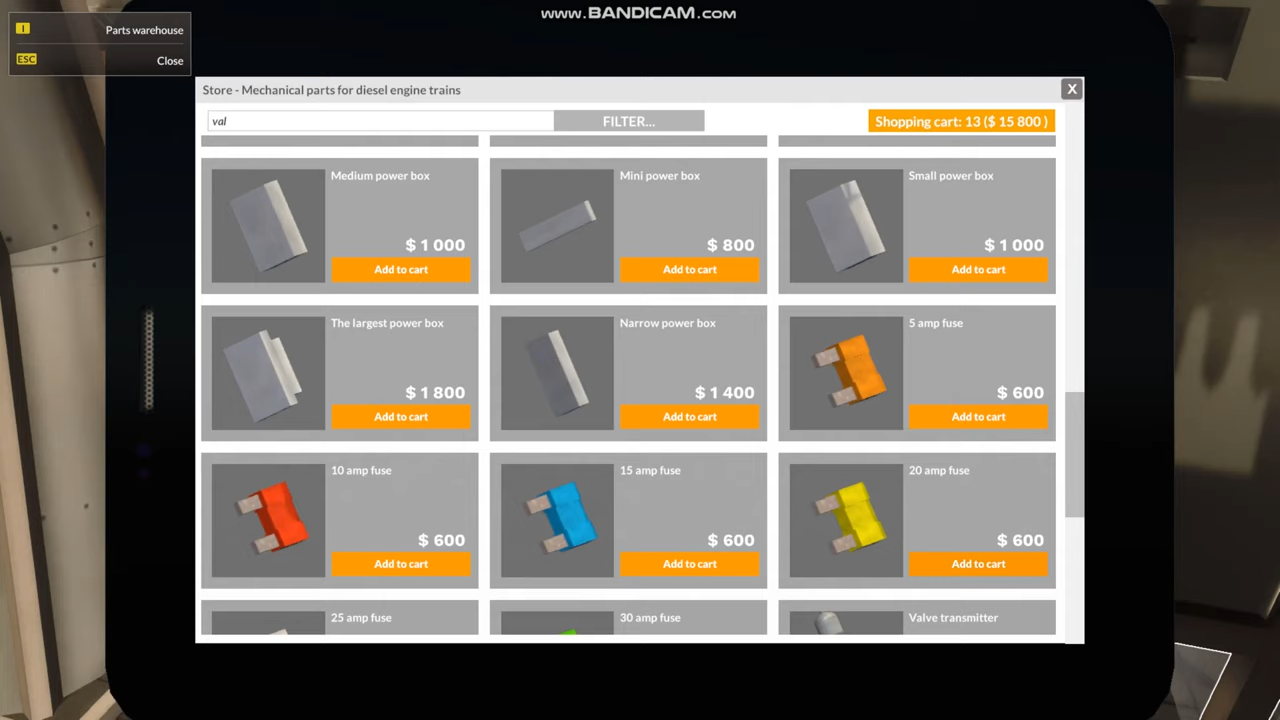 www.BANDICAM.com
I Parts warehouse
ESC Close
Store - Mechanical parts for diesel engine trains
X
val
FILTER...
Shopping cart: 13 ($ 15 800 )
Medium power box
$ 1 000
Add to cart
Mini power box
$ 800
Add to cart
Small power box
$ 1 000
Add to cart
The largest power box
$ 1 800
Add to cart
Narrow power box
$ 1 400
Add to cart
5 amp fuse
$ 600
Add to cart
10 amp fuse
$ 600
Add to cart
15 amp fuse
$ 600
Add to cart
20 amp fuse
$ 600
Add to cart
25 amp fuse
30 amp fuse
Valve transmitter